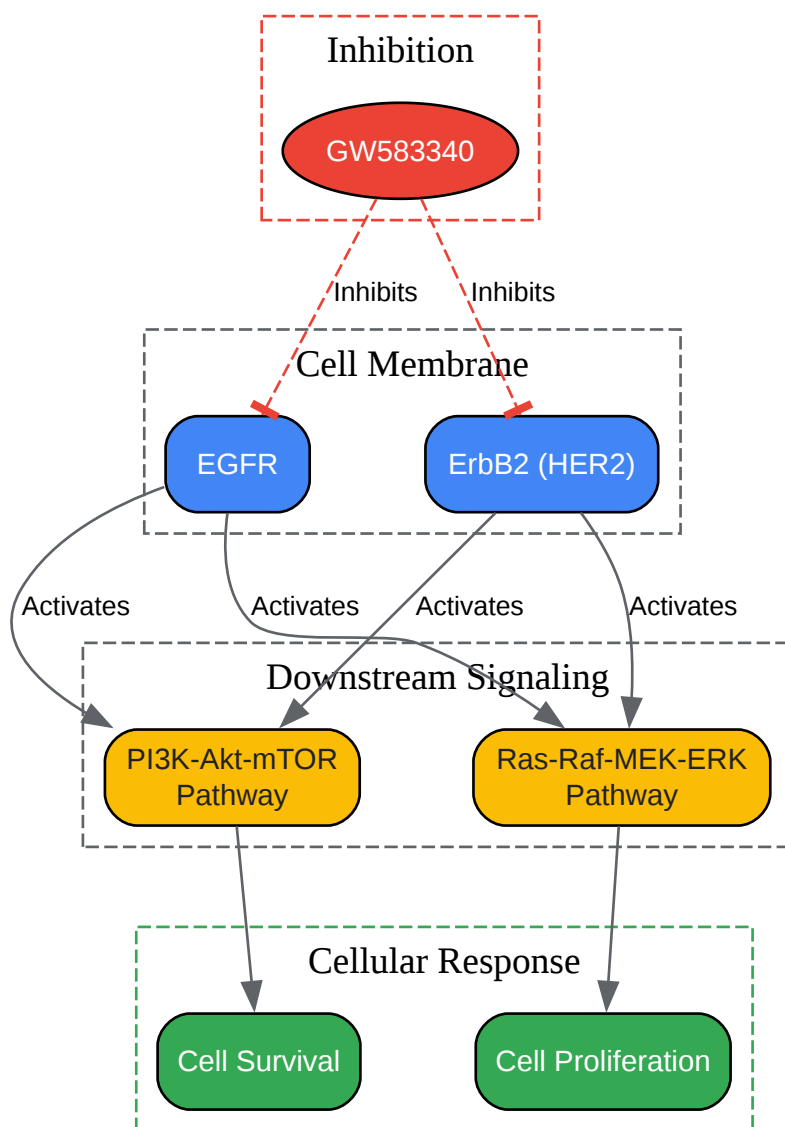 Inhibition
GW583340
Inhibits Inhibits
Cell Membrane
EGFR ErbB2 (HER2)
Activates Activates Activates Activates
Downstream Signaling
PI3K-Akt-mTOR
Pathway
Ras-Raf-MEK-ERK
Pathway
Cellular Response
Cell Survival Cell Proliferation